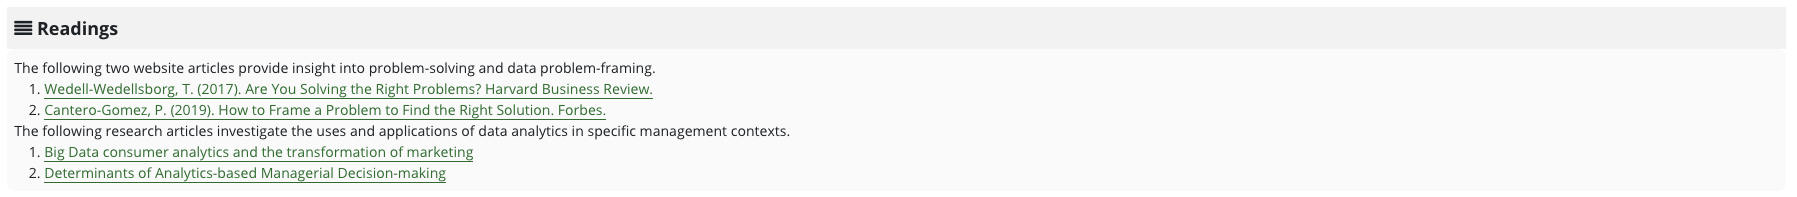 Readings
The following two website articles provide insight into problem-solving and data problem-framing.
1. Wedell-Wedellsborg, T. (2017). Are You Solving the Right Problems? Harvard Business Review.
2. Cantero-Gomez, P. (2019). How to Frame a Problem to Find the Right Solution. Forbes.
The following research articles investigate the uses and applications of data analytics in specific management contexts.
1. Big Data consumer analytics and the transformation of marketing
2. Determinants of Analytics-based Managerial Decision-making